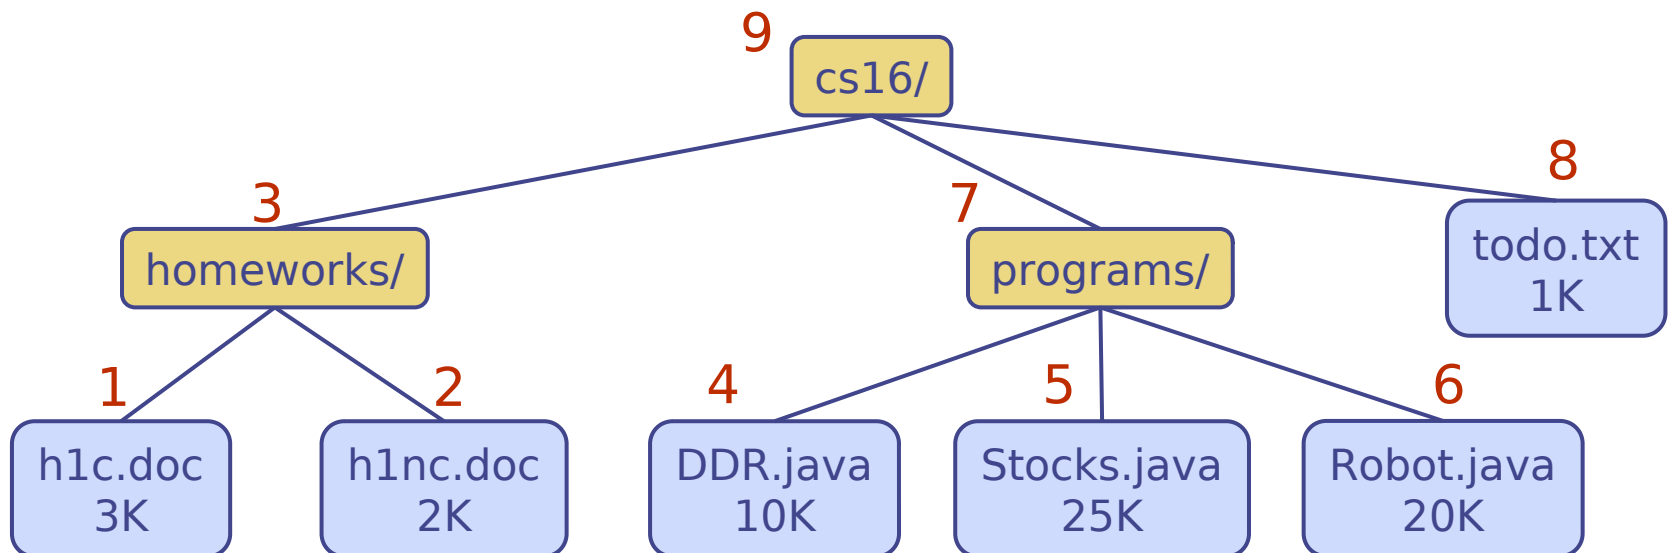 9
cs16/
8
3
7
homeworks/
programs/
todo.txt
1K
1
2
4
5
6
h1c.doc
3K
h1nc.doc
2K
DDR.java
10K
Stocks.java
25K
Robot.java
20K